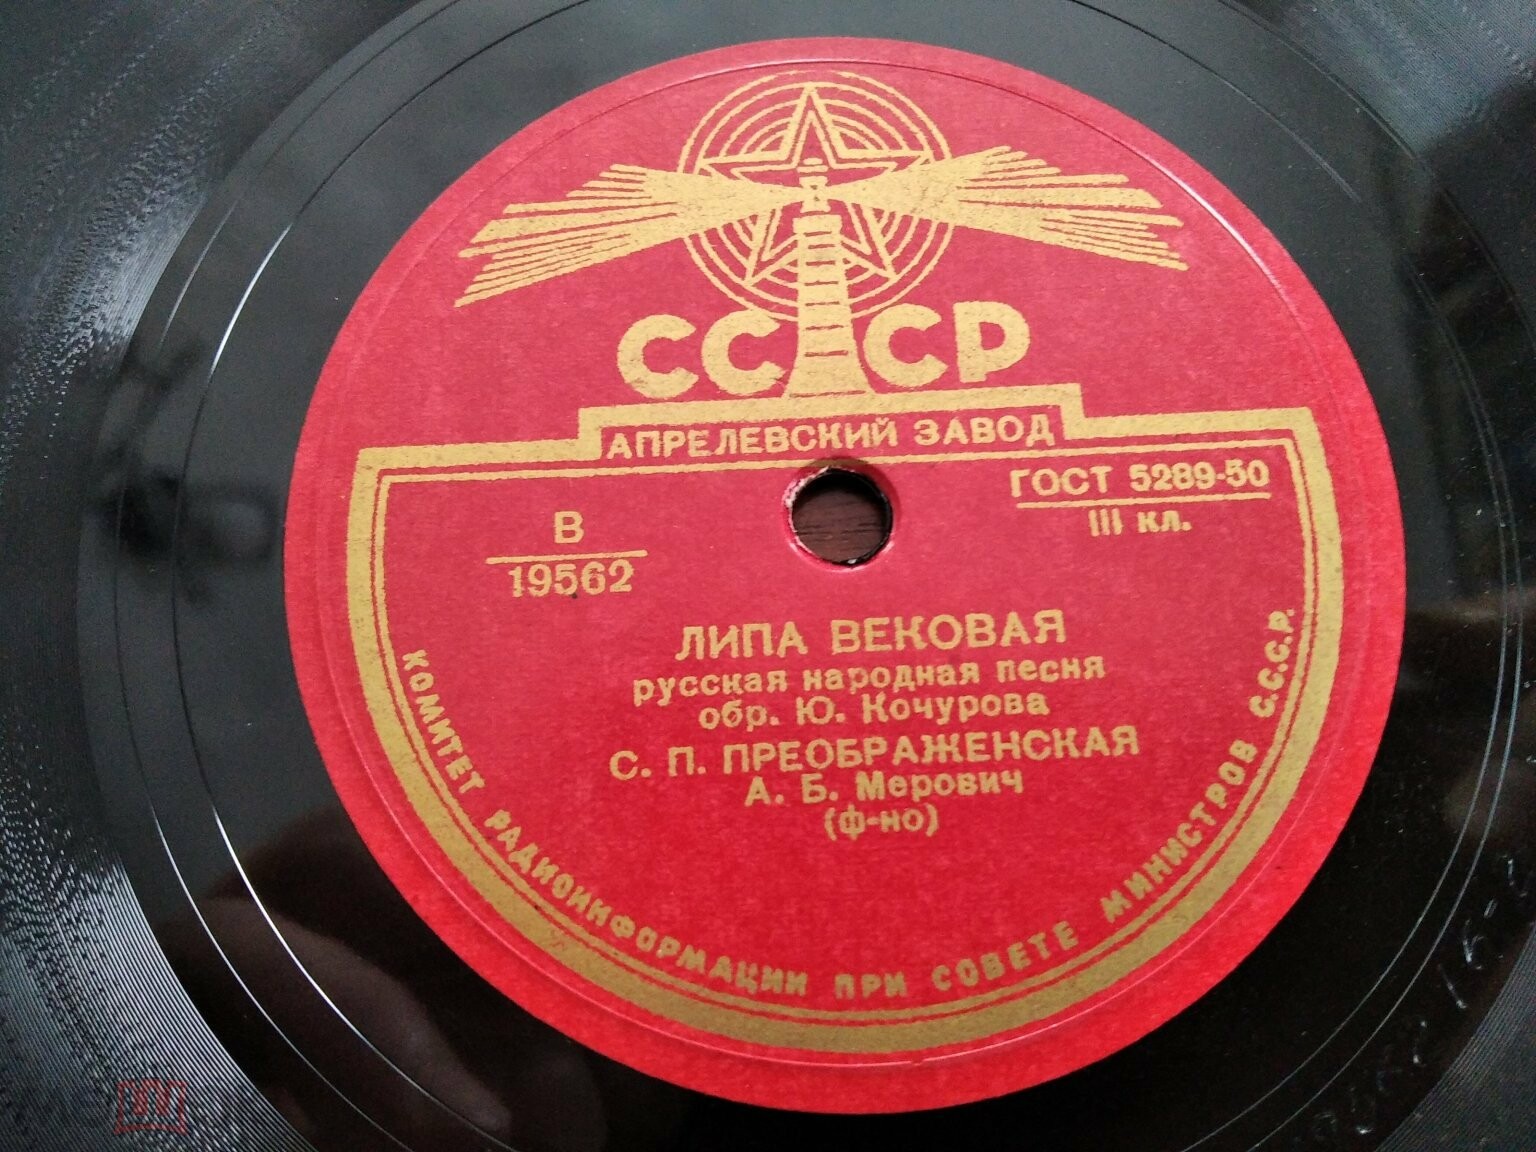 СССР
АПРЕЛЕВСКИЙ ЗАВОД
ГОСТ 5289-50
III кл.
В
19562
ЛИПА ВЕКОВАЯ
русская народная песня
обр. Ю. Кочурова
С. П. ПРЕОБРАЖЕНСКАЯ
А. Б. Мерович
(ф-но)
КОМИТЕТ РАДИОИНФОРМАЦИИ ПРИ СОВЕТЕ МИНИСТРОВ С.С.С.Р.